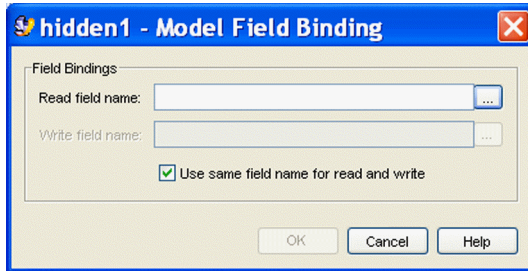 hidden1 - Model Field Binding
Field Bindings
Read field name:
...
Write field name:
...
Use same field name for read and write
OK Cancel Help